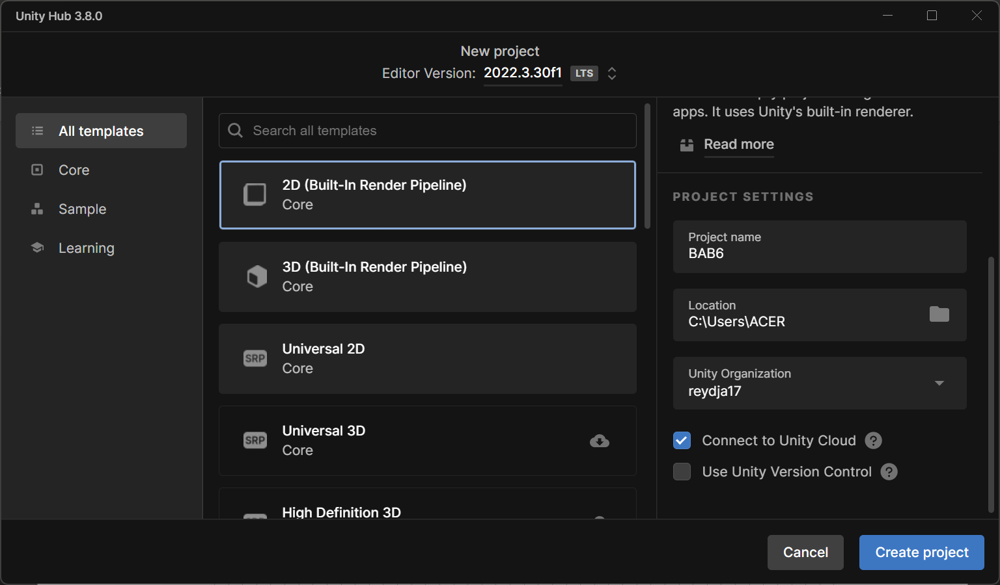 Unity Hub 3.8.0
New project
Editor Version: 2022.3.30f1 LTS
All templates
Core
Sample
Learning
Search all templates
2D (Built-In Render Pipeline)
Core
3D (Built-In Render Pipeline)
Core
SRP
Universal 2D
Core
SRP
Universal 3D
Core
High Definition 3D
apps. It uses Unity's built-in renderer.
Read more
PROJECT SETTINGS
Project name
BAB6
Location
C:\Users\ACER
Unity Organization
reydja17
Connect to Unity Cloud ?
Use Unity Version Control ?
Cancel
Create project